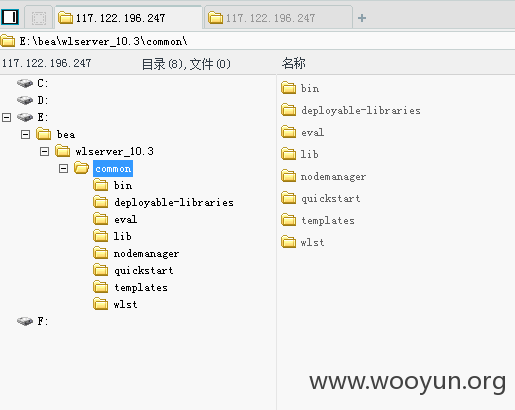 117.122.196.247
117.122.196.247
E:\bea\wlserver_10.3\common\
117.122.196.247
目录(8),文件(0)
名称
C:
D:
E:
bea
wlserver_10.3
common
bin
deployable-libraries
eval
lib
nodemanager
quickstart
templates
wlst
F:
bin
deployable-libraries
eval
lib
nodemanager
quickstart
templates
wlst
www.wooyun.org